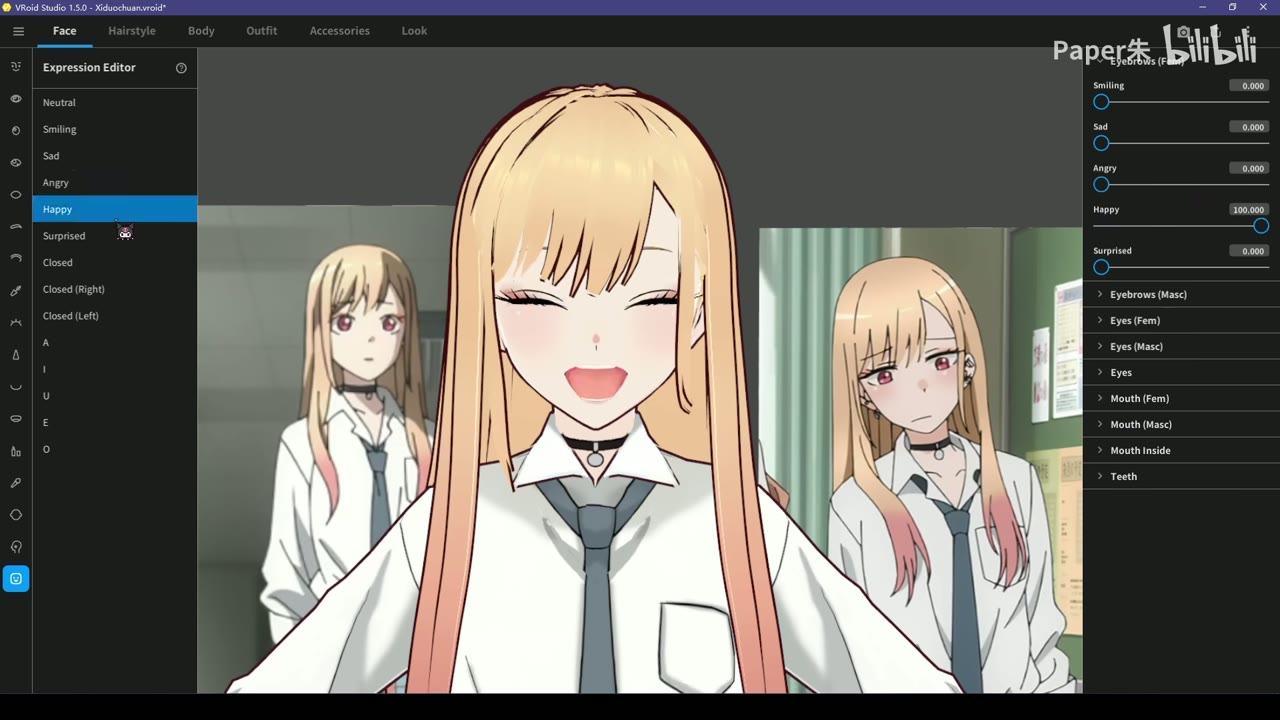 VRoid Studio 1.5.0 - Xiduochuan.vroid*
Face
Hairstyle
Body
Outfit
Accessories
Look
Paper朱 bilibili
Expression Editor
Neutral
Smiling
Sad
Angry
Happy
Surprised
Closed
Closed (Right)
Closed (Left)
A
I
U
E
O
Eyebrows (Fem)
Smiling 0.000
Sad 0.000
Angry 0.000
Happy 100.000
Surprised 0.000
Eyebrows (Masc)
Eyes (Fem)
Eyes (Masc)
Eyes
Mouth (Fem)
Mouth (Masc)
Mouth Inside
Teeth